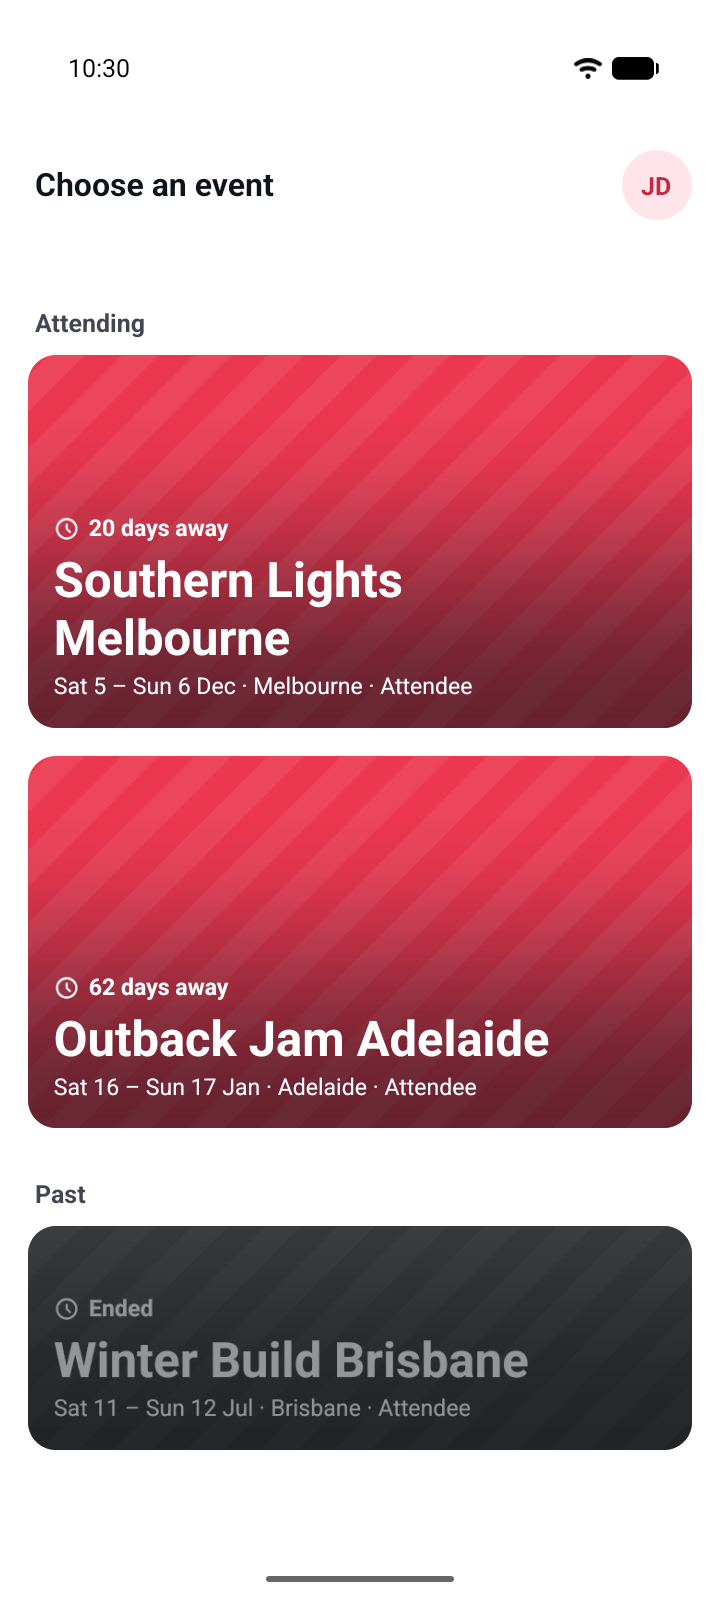 10:30
Choose an event
JD
Attending
20 days away
Southern Lights
Melbourne
Sat 5 – Sun 6 Dec · Melbourne · Attendee
62 days away
Outback Jam Adelaide
Sat 16 – Sun 17 Jan · Adelaide · Attendee
Past
Ended
Winter Build Brisbane
Sat 11 – Sun 12 Jul · Brisbane · Attendee